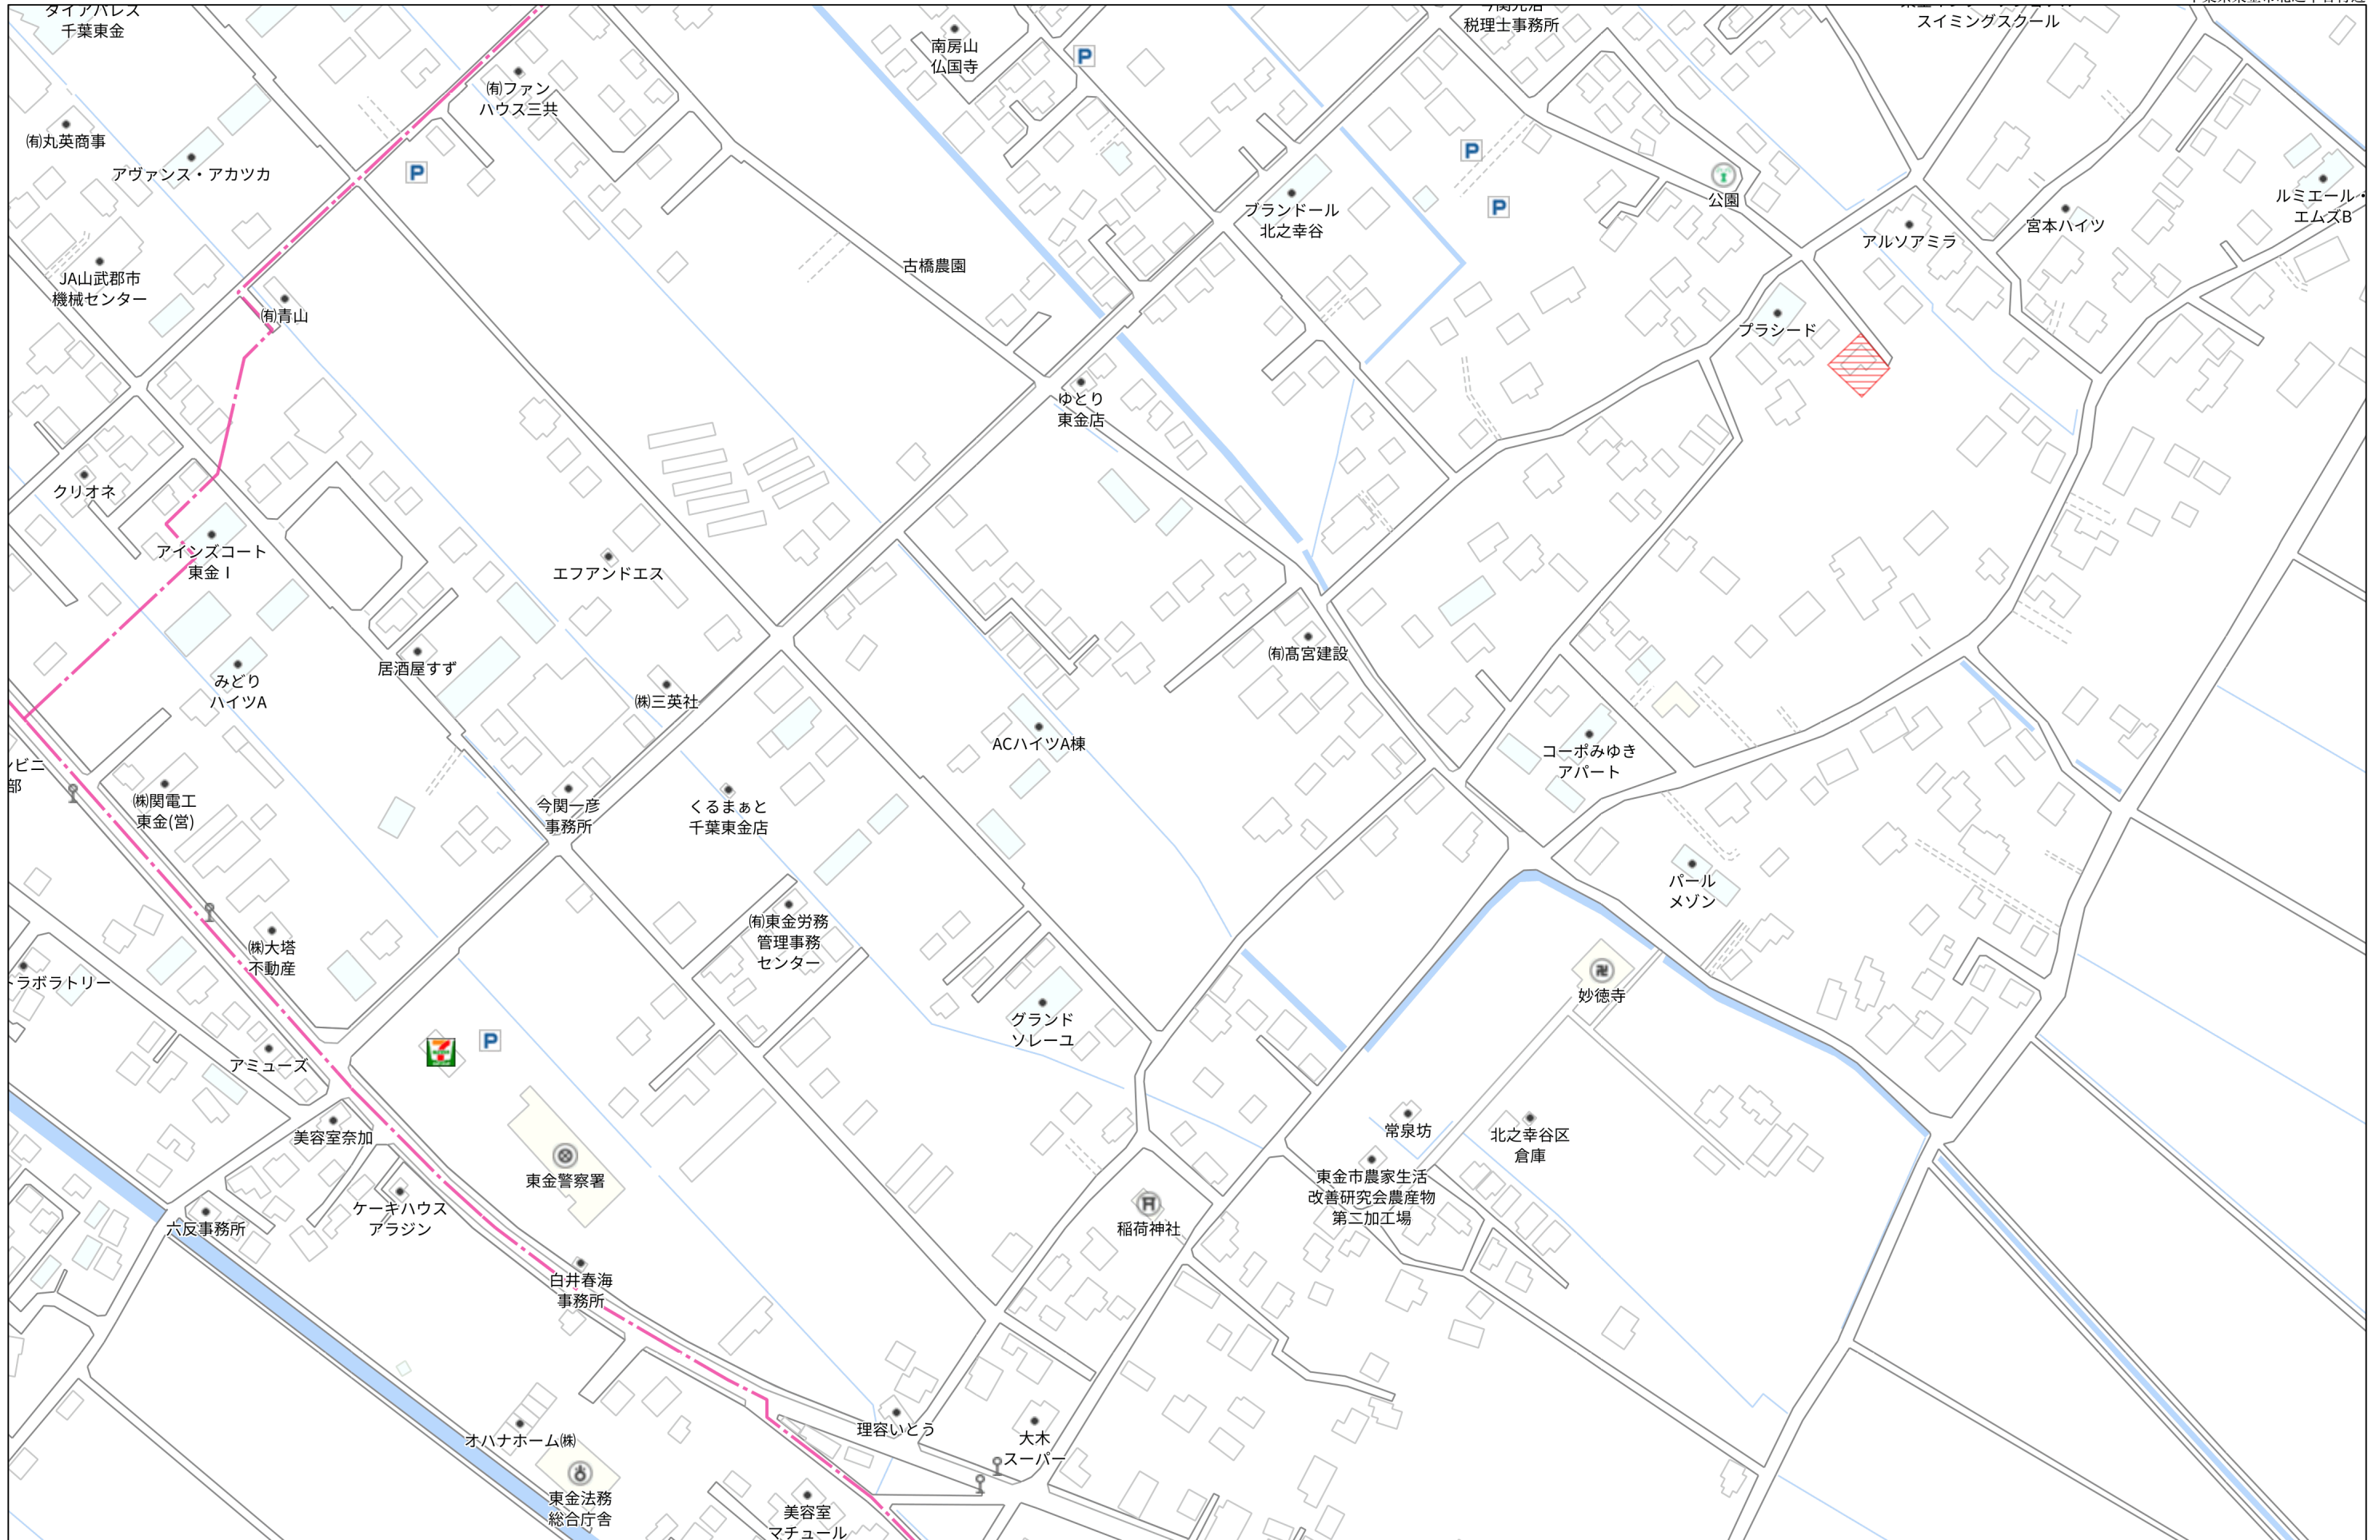 ダイアパレス
千葉東金
㈲ファン
ハウス三共
南房山
仏国寺
P
税理士事務所
スイミングスクール
㈲丸英商事
アヴァンス・アカツカ
P
P
P
ブランドール
北之幸谷
公園
アルソアミラ
宮本ハイツ
ルミエール・
エムズB
JA山武郡市
機械センター
㈲青山
古橋農園
プラシード
ゆとり
東金店
クリオネ
アインズコート
東金Ⅰ
エフアンドエス
居酒屋すず
みどり
ハイツA
㈱三英社
㈲髙宮建設
ACハイツA棟
コーポみゆき
アパート
ンビニ
部
㈱関電工
東金(営)
今関一彦
事務所
くるまぁと
千葉東金店
パール
メゾン
㈱大塔
不動産
㈲東金労務
管理事務
センター
妙徳寺
トラボラトリー
グランド
ソレーユ
アミューズ
7
P
美容室奈加
東金警察署
常泉坊
北之幸谷区
倉庫
東金市農家生活
改善研究会農産物
第二加工場
六反事務所
ケーキハウス
アラジン
稲荷神社
白井春海
事務所
理容いとう
大木
スーパー
オハナホーム㈱
東金法務
総合庁舎
美容室
マチュール